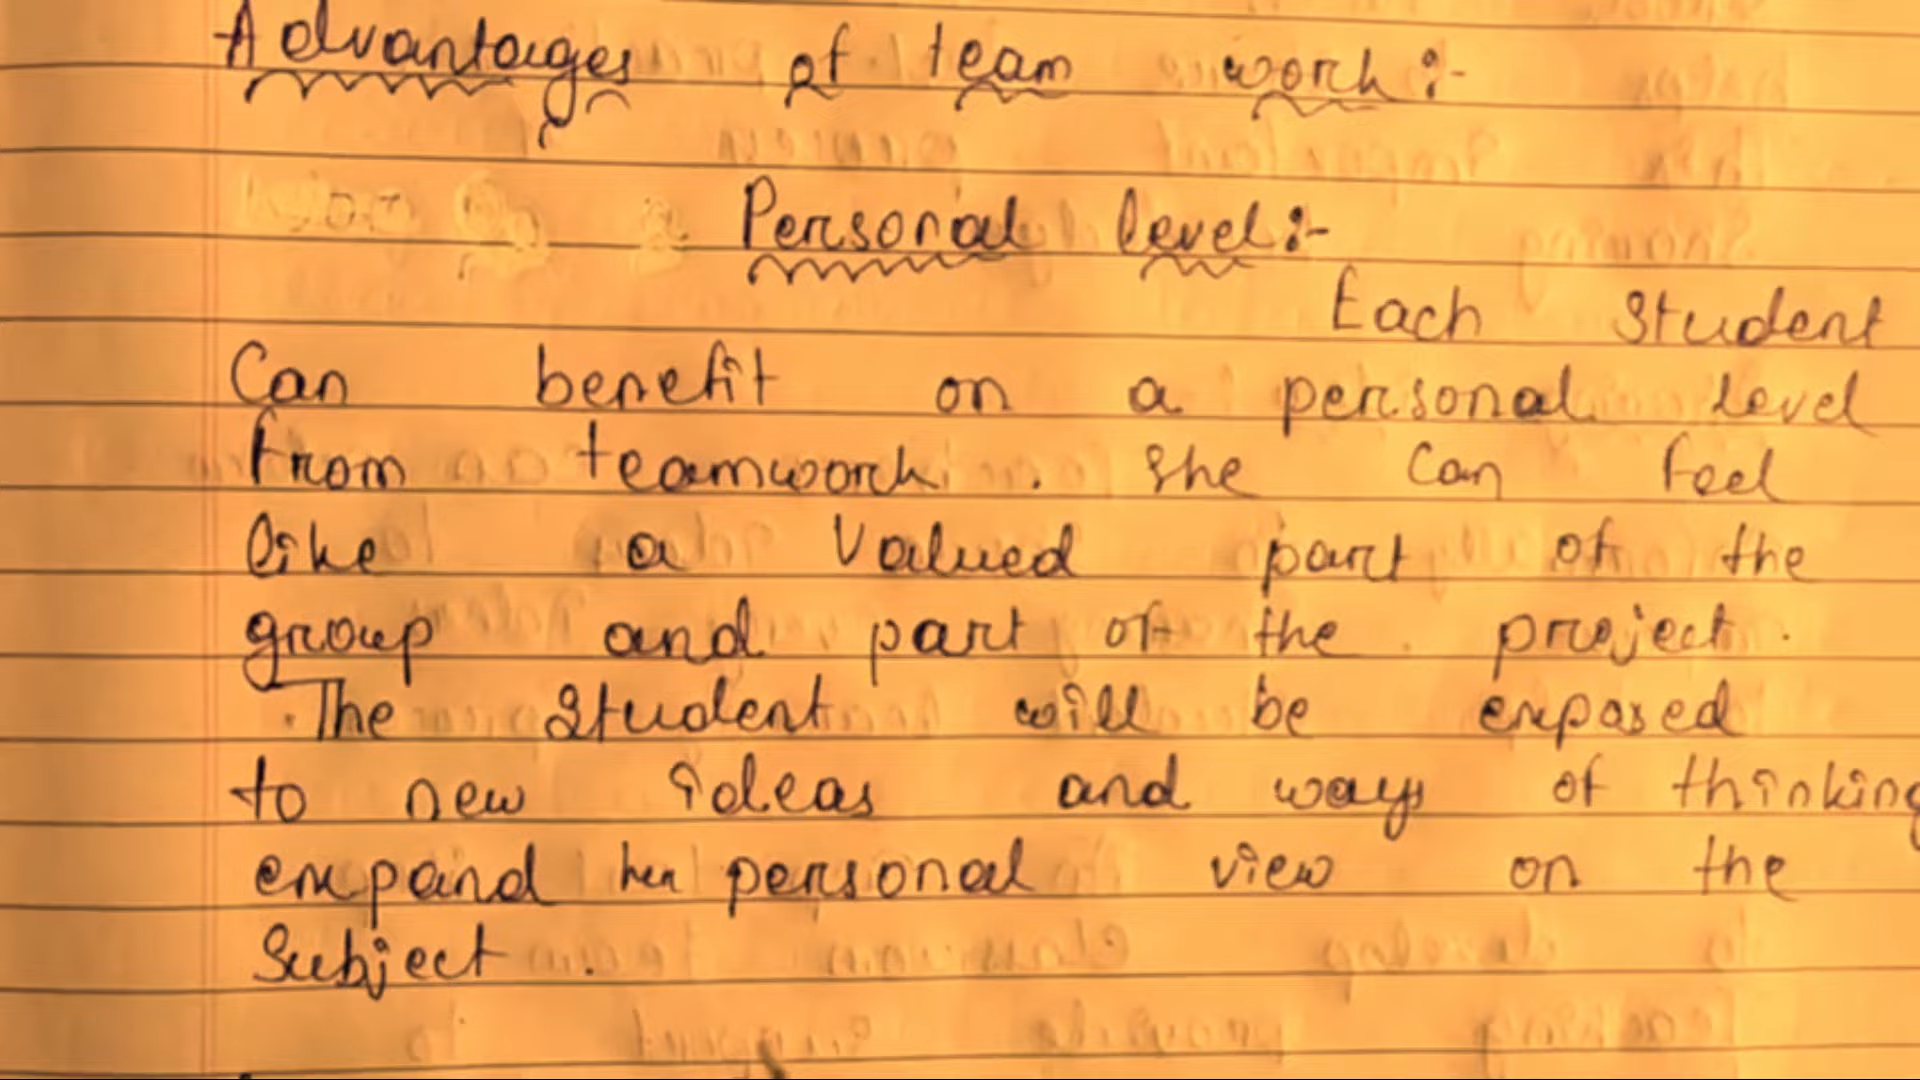 Advantages of team work :-
Personal level :-
Each Student
Can benefit on a personal level
from teamwork . She can feel
like a Valued part of the
group and part of the project .
The Student will be exposed
to new ideas and ways of thinking
expand her personal view on the
Subject .